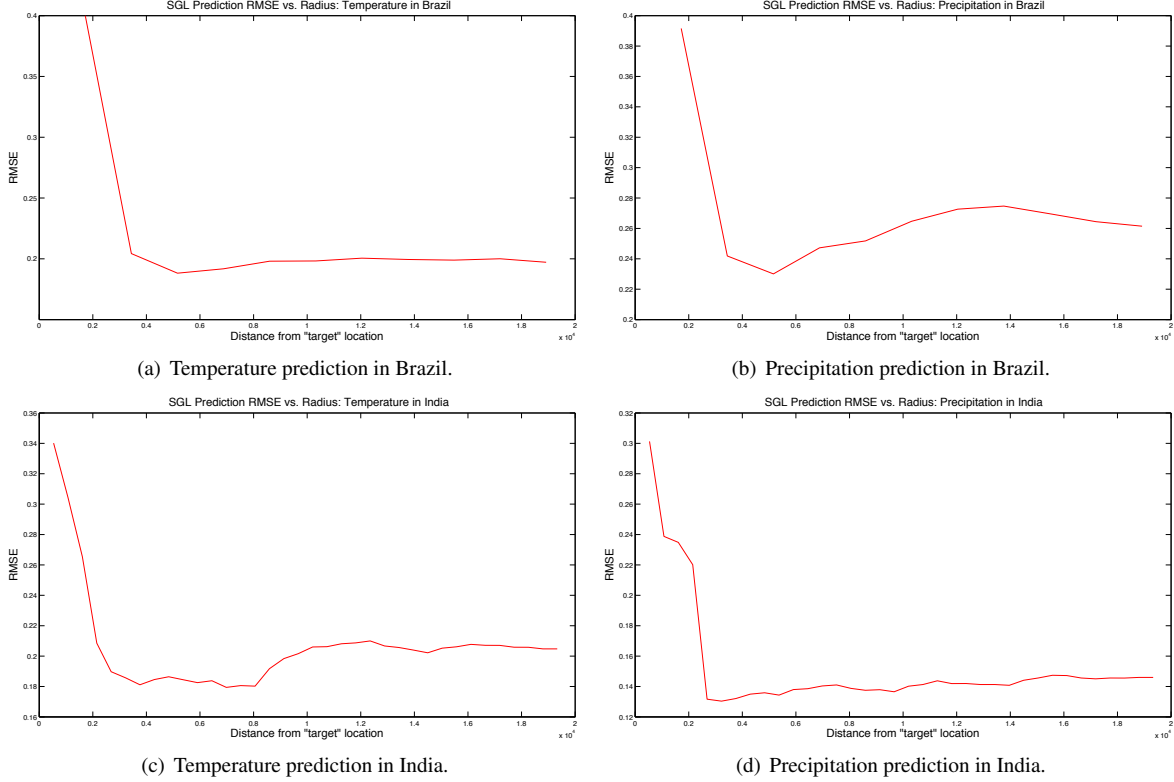 SGL Prediction RMSE vs. Radius: Temperature in Brazil
0.4
0.4
0.3
0.25
0.2
RMSE
0 0.2 0.4 0.6 0.8 1 1.2 1.4 1.6 1.8 2
x 10⁴
Distance from "target" location
(a) Temperature prediction in Brazil.
SGL Prediction RMSE vs. Radius: Precipitation in Brazil
0.4
0.38
0.36
0.34
0.32
0.3
0.28
0.26
0.24
0.22
0.2
RMSE
0 0.2 0.4 0.6 0.8 1 1.2 1.4 1.6 1.8 2
x 10⁴
Distance from "target" location
(b) Precipitation prediction in Brazil.
SGL Prediction RMSE vs. Radius: Temperature in India
0.36
0.34
0.32
0.3
0.28
0.26
0.24
0.22
0.2
0.18
0.16
RMSE
0 0.2 0.4 0.6 0.8 1 1.2 1.4 1.6 1.8 2
x 10⁴
Distance from "target" location
(c) Temperature prediction in India.
SGL Prediction RMSE vs. Radius: Precipitation in India
0.32
0.3
0.28
0.26
0.24
0.22
0.2
0.18
0.16
0.14
0.12
RMSE
0 0.2 0.4 0.6 0.8 1 1.2 1.4 1.6 1.8 2
x 10⁴
Distance from "target" location
(d) Precipitation prediction in India.